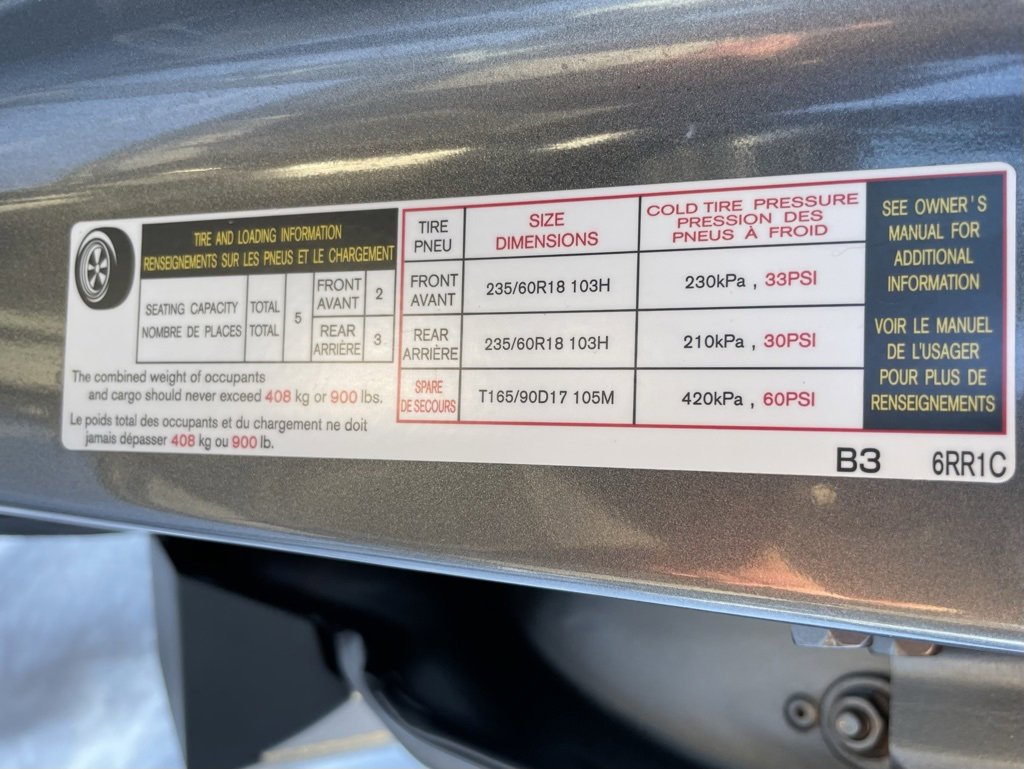 TIRE AND LOADING INFORMATION
RENSEIGNEMENTS SUR LES PNEUS ET LE CHARGEMENT
SEATING CAPACITY TOTAL 5 FRONT AVANT 2
NOMBRE DE PLACES TOTAL REAR ARRIÈRE 3
The combined weight of occupants
and cargo should never exceed 408 kg or 900 lbs.
Le poids total des occupants et du chargement ne doit
jamais dépasser 408 kg ou 900 lb.
TIRE PNEU SIZE DIMENSIONS COLD TIRE PRESSURE PRESSION DES PNEUS À FROID
FRONT AVANT 235/60R18 103H 230kPa , 33PSI
REAR ARRIÈRE 235/60R18 103H 210kPa , 30PSI
SPARE DE SECOURS T165/90D17 105M 420kPa , 60PSI
SEE OWNER'S
MANUAL FOR
ADDITIONAL
INFORMATION
VOIR LE MANUEL
DE L'USAGER
POUR PLUS DE
RENSEIGNEMENTS
B3 6RR1C